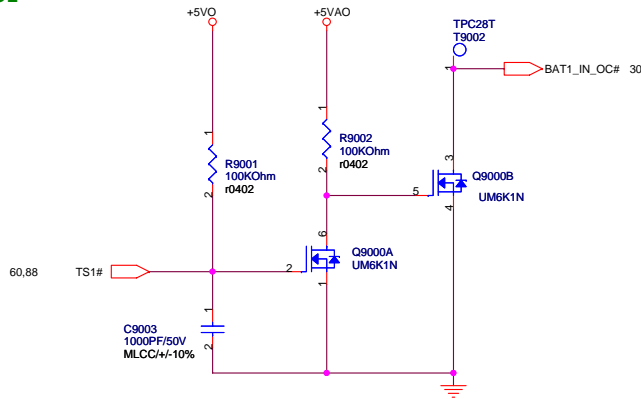 +5VO
+5VAO
TPC28T
T9002
1
BAT1_IN_OC# 30
1
R9001
100KOhm
r0402
2
1
R9002
100KOhm
r0402
2
3
Q9000B
5
UM6K1N
4
6
Q9000A
2
UM6K1N
1
60,88 TS1#
1
C9003
1000PF/50V
MLCC/+/-10%
2